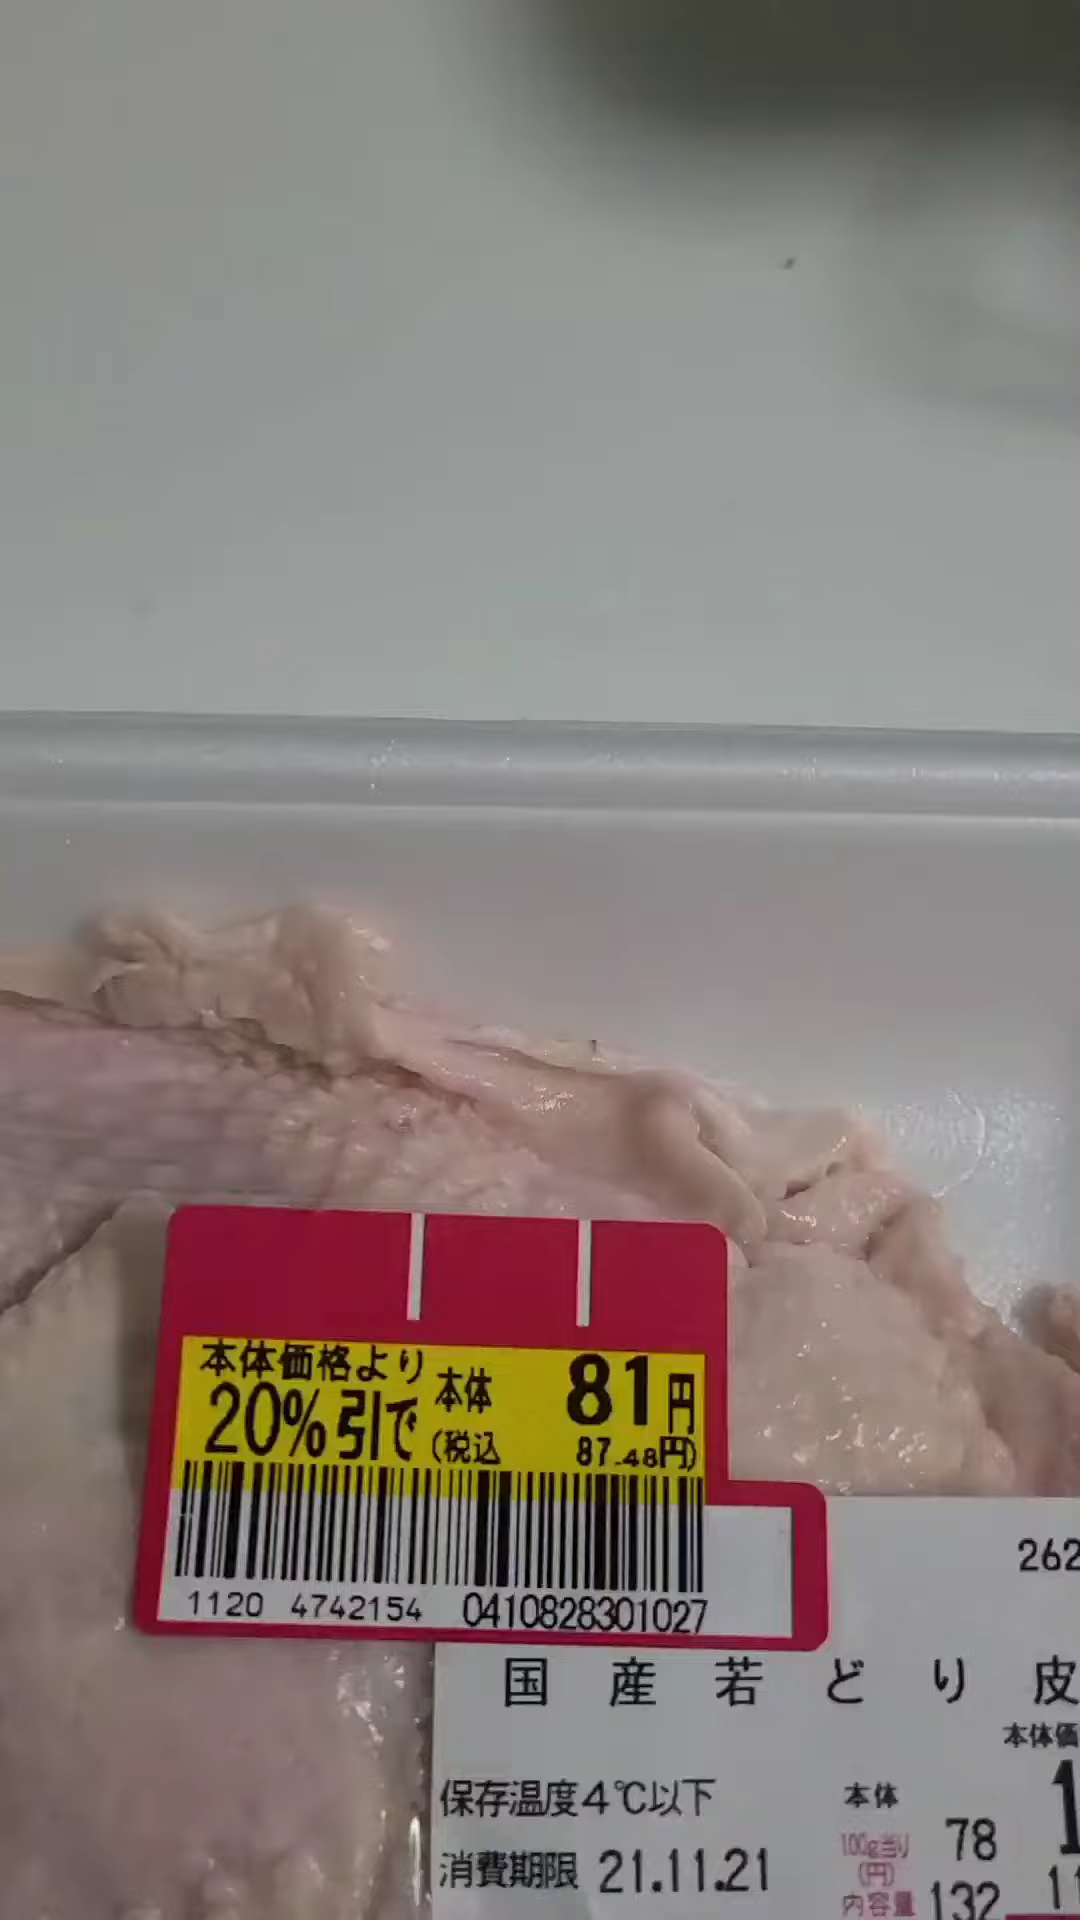 本体価格より
20%引で
本体 81円
(税込 87.48円)
1120 4742154 0410828301027
262
国産若どり皮
本体価
保存温度4℃以下
本体
100g当り 78
(円)
消費期限 21.11.21
内容量 132